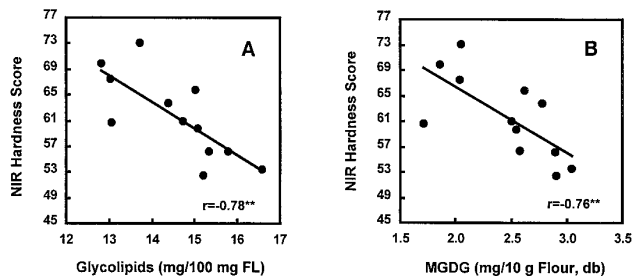 77
73
69
65
61
57
53
49
45
NIR Hardness Score
A
r=-0.78**
12 13 14 15 16 17
Glycolipids (mg/100 mg FL)
77
73
69
65
61
57
53
49
45
NIR Hardness Score
B
r=-0.76**
1.5 2.0 2.5 3.0 3.5
MGDG (mg/10 g Flour, db)